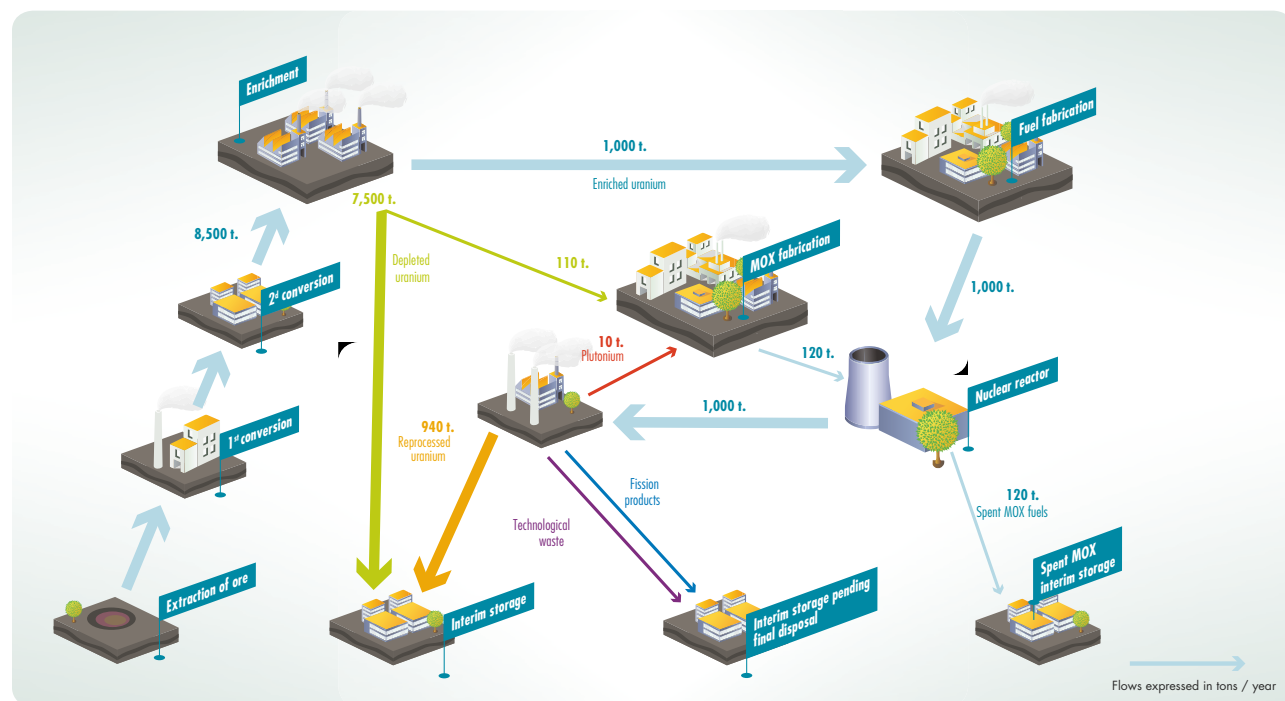 Enrichment
1,000 t.
Enriched uranium
Fuel fabrication
7,500 t.
8,500 t.
Depleted
uranium
110 t.
MOX fabrication
2d conversion
1,000 t.
10 t.
Plutonium
120 t.
Nuclear reactor
1,000 t.
940 t.
Reprocessed
uranium
1st conversion
Fission
products
Technological
waste
120 t.
Spent MOX fuels
Extraction of ore
Interim storage
Interim storage pending
final disposal
Spent MOX
interim storage
Flows expressed in tons / year